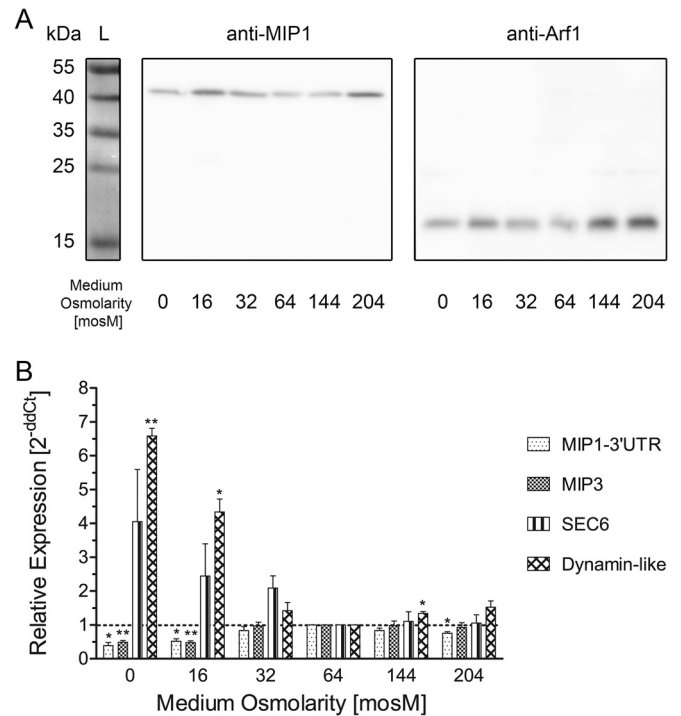 A
kDa L anti-MIP1 anti-Arf1
55
40
35
25
15
Medium
Osmolarity
[mosM]
0 16 32 64 144 204 0 16 32 64 144 204
B
Relative Expression [2^-ddCt]
8
7
6
5
4
3
2
1
0
** 
*
* **
* **
*
*
MIP1-3'UTR
MIP3
SEC6
Dynamin-like
0 16 32 64 144 204
Medium Osmolarity [mosM]